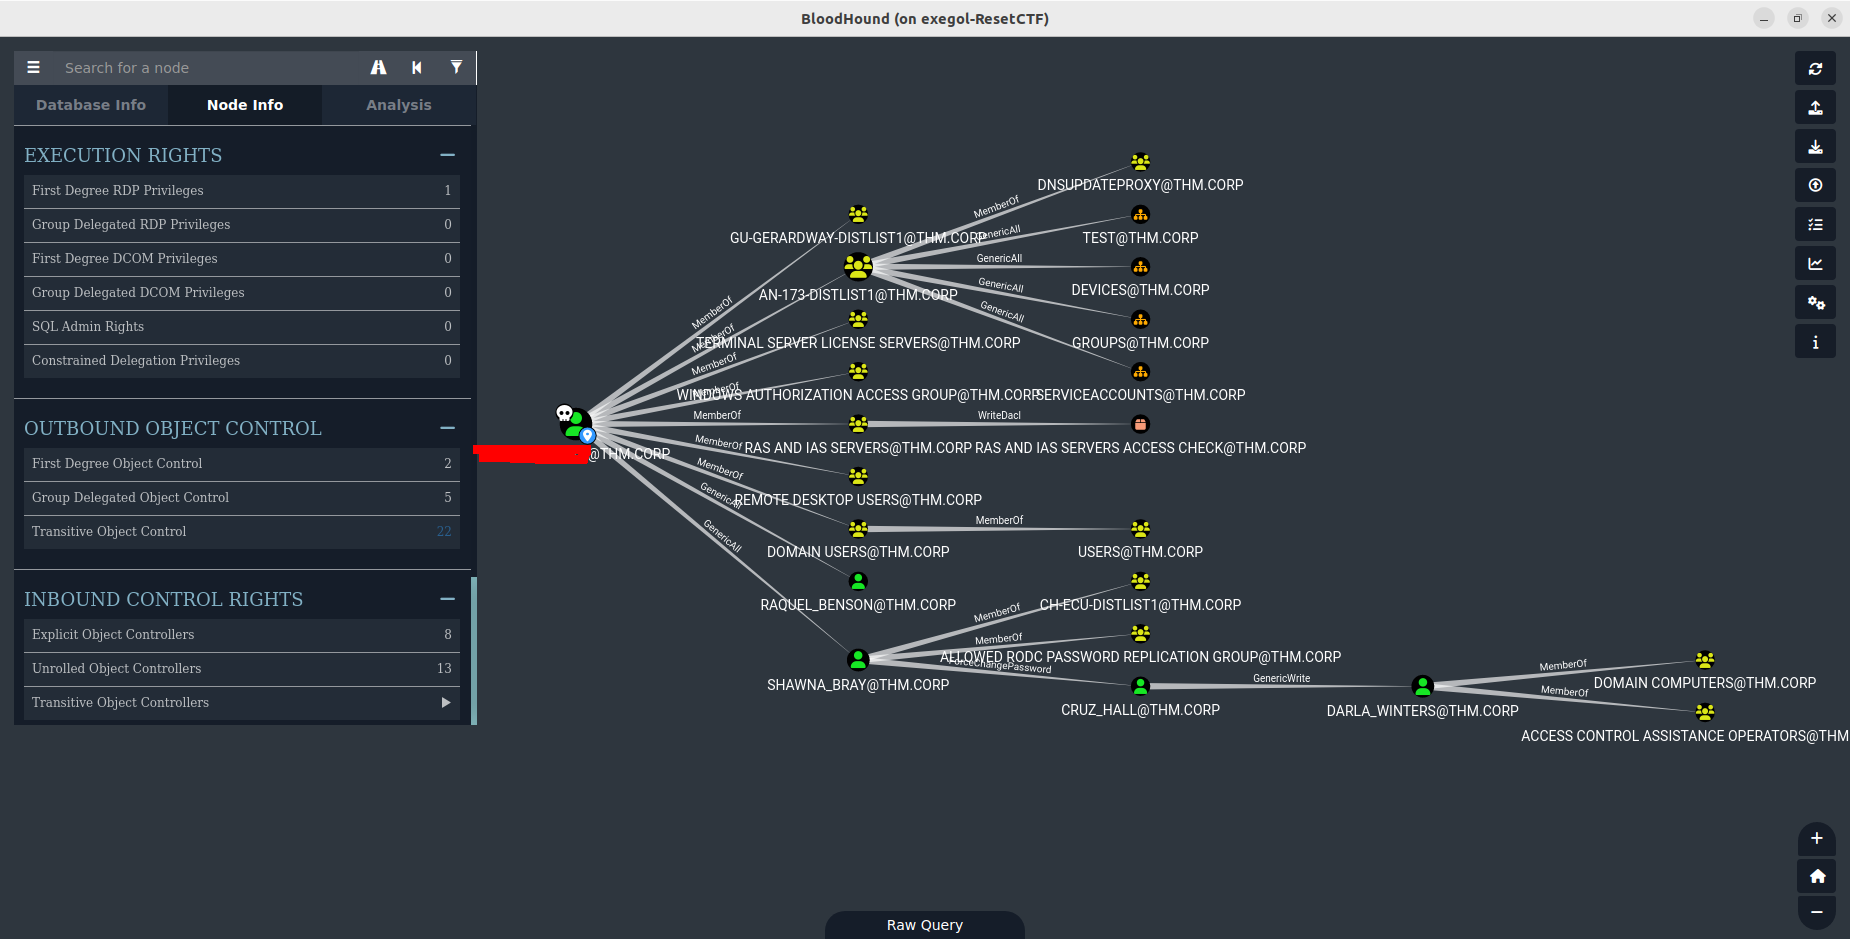 BloodHound (on exegol-ResetCTF)
Search for a node
Database Info
Node Info
Analysis
EXECUTION RIGHTS
First Degree RDP Privileges 1
Group Delegated RDP Privileges 0
First Degree DCOM Privileges 0
Group Delegated DCOM Privileges 0
SQL Admin Rights 0
Constrained Delegation Privileges 0
OUTBOUND OBJECT CONTROL
First Degree Object Control 2
Group Delegated Object Control 5
Transitive Object Control 22
INBOUND CONTROL RIGHTS
Explicit Object Controllers 8
Unrolled Object Controllers 13
Transitive Object Controllers
@THM.CORP
MemberOf
MemberOf
MemberOf
MemberOf
MemberOf
MemberOf
MemberOf
GenericAll
GenericAll
GU-GERARDWAY-DISTLIST1@THM.CORP
AN-173-DISTLIST1@THM.CORP
TERMINAL SERVER LICENSE SERVERS@THM.CORP
WINDOWS AUTHORIZATION ACCESS GROUP@THM.CORP
RAS AND IAS SERVERS@THM.CORP
REMOTE DESKTOP USERS@THM.CORP
DOMAIN USERS@THM.CORP
RAQUEL_BENSON@THM.CORP
SHAWNA_BRAY@THM.CORP
MemberOf
GenericAll
GenericAll
GenericAll
GenericAll
WriteDacl
MemberOf
MemberOf
MemberOf
ForceChangePassword
DNSUPDATEPROXY@THM.CORP
TEST@THM.CORP
DEVICES@THM.CORP
GROUPS@THM.CORP
SERVICEACCOUNTS@THM.CORP
RAS AND IAS SERVERS ACCESS CHECK@THM.CORP
USERS@THM.CORP
CH-ECU-DISTLIST1@THM.CORP
ALLOWED RODC PASSWORD REPLICATION GROUP@THM.CORP
CRUZ_HALL@THM.CORP
GenericWrite
DARLA_WINTERS@THM.CORP
MemberOf
MemberOf
DOMAIN COMPUTERS@THM.CORP
ACCESS CONTROL ASSISTANCE OPERATORS@THM
Raw Query